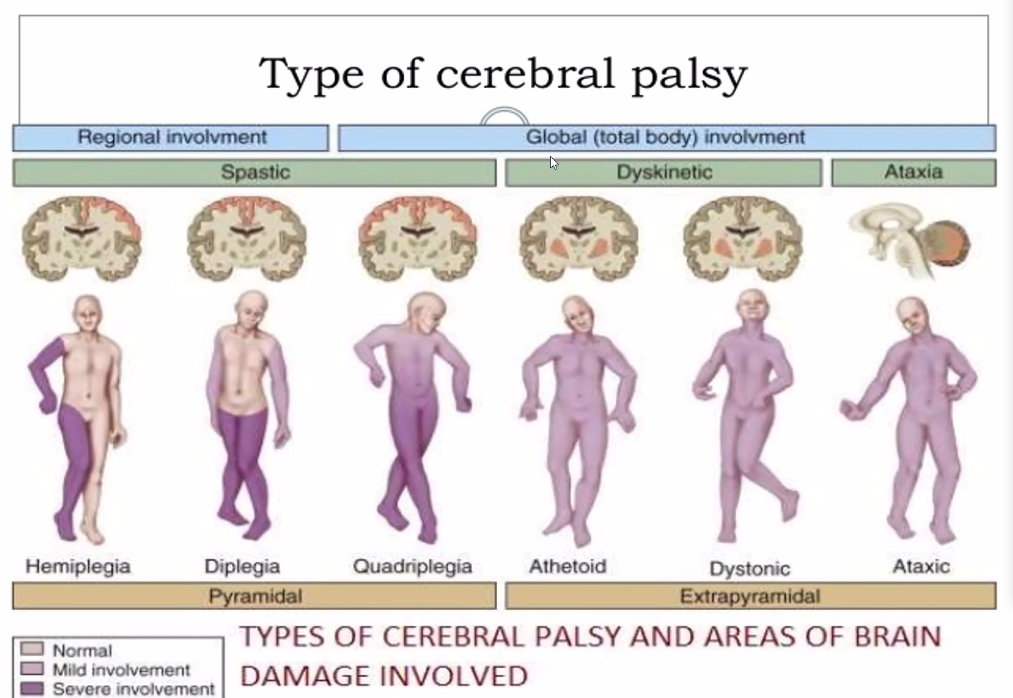 Type of cerebral palsy
Regional involvment
Global (total body) involvment
Spastic
Dyskinetic
Ataxia
Hemiplegia
Diplegia
Quadriplegia
Athetoid
Dystonic
Ataxic
Pyramidal
Extrapyramidal
Normal
Mild involvement
Severe involvement
TYPES OF CEREBRAL PALSY AND AREAS OF BRAIN
DAMAGE INVOLVED